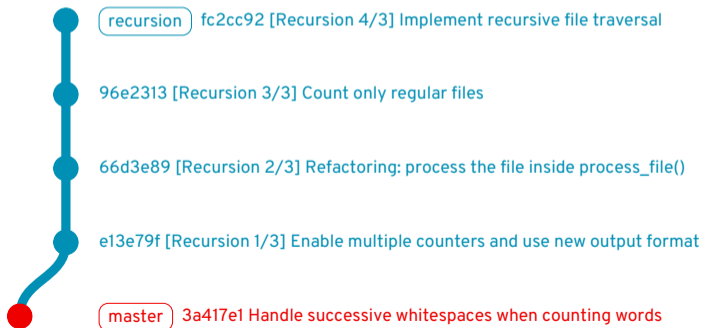 recursion fc2cc92 [Recursion 4/3] Implement recursive file traversal
96e2313 [Recursion 3/3] Count only regular files
66d3e89 [Recursion 2/3] Refactoring: process the file inside process_file()
e13e79f [Recursion 1/3] Enable multiple counters and use new output format
master 3a417e1 Handle successive whitespaces when counting words